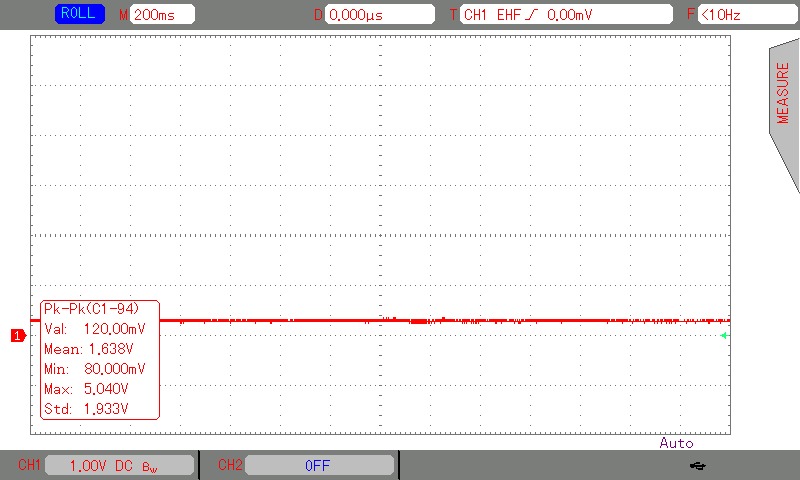 ROLL M 200ms D 0.000µs T CH1 EHF 0.00mV F <10Hz
MEASURE
Pk-Pk(C1-94)
Val: 120.00mV
Mean: 1.638V
Min: 80.000mV
Max: 5.040V
Std: 1.933V
1
Auto
CH1 1.00V DC Bw CH2 OFF